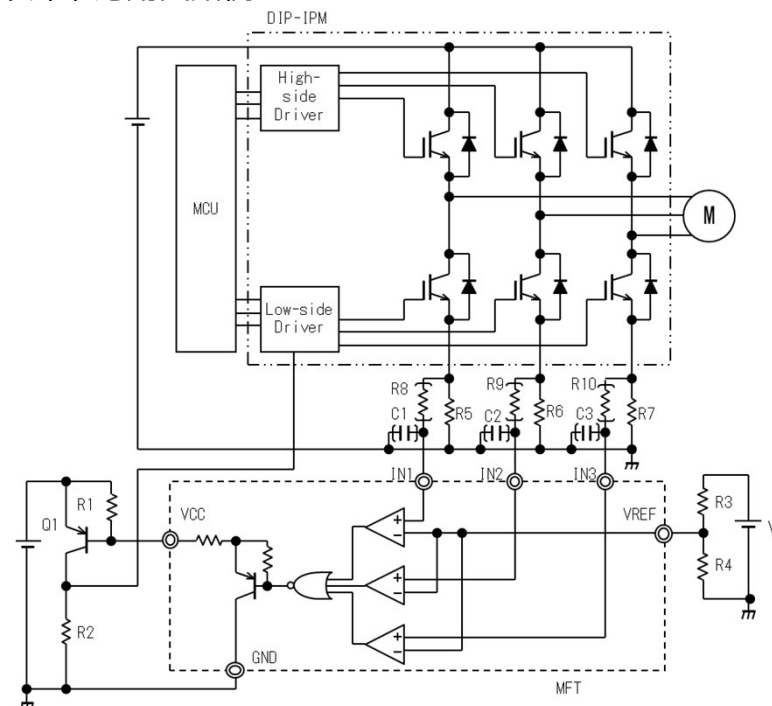 DIP-IPM
High-
side
Driver
MCU
M
Low-side
Driver
R8
R9
R10
C1
R5
C2
R6
C3
R7
IN1
IN2
IN3
R1
Q1
VCC
VREF
R3
V
R4
R2
GND
MFT